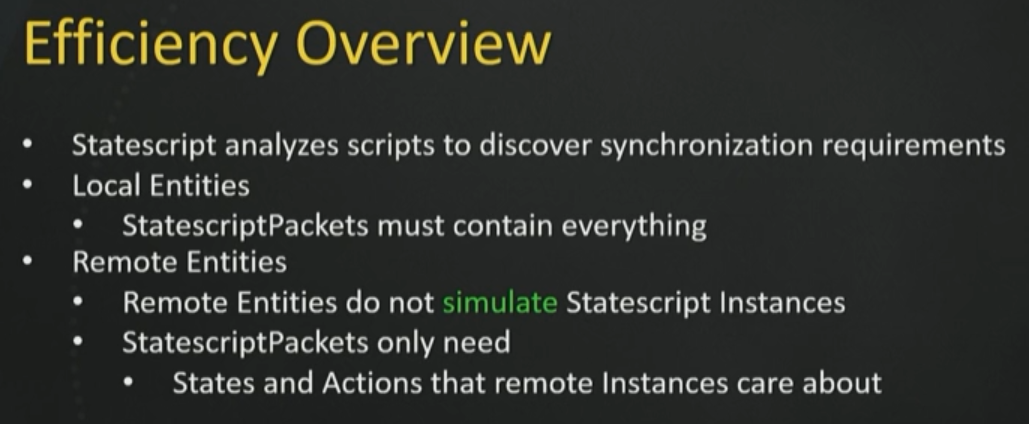 Efficiency Overview
• Statescript analyzes scripts to discover synchronization requirements
• Local Entities
• StatescriptPackets must contain everything
• Remote Entities
• Remote Entities do not simulate Statescript Instances
• StatescriptPackets only need
• States and Actions that remote Instances care about